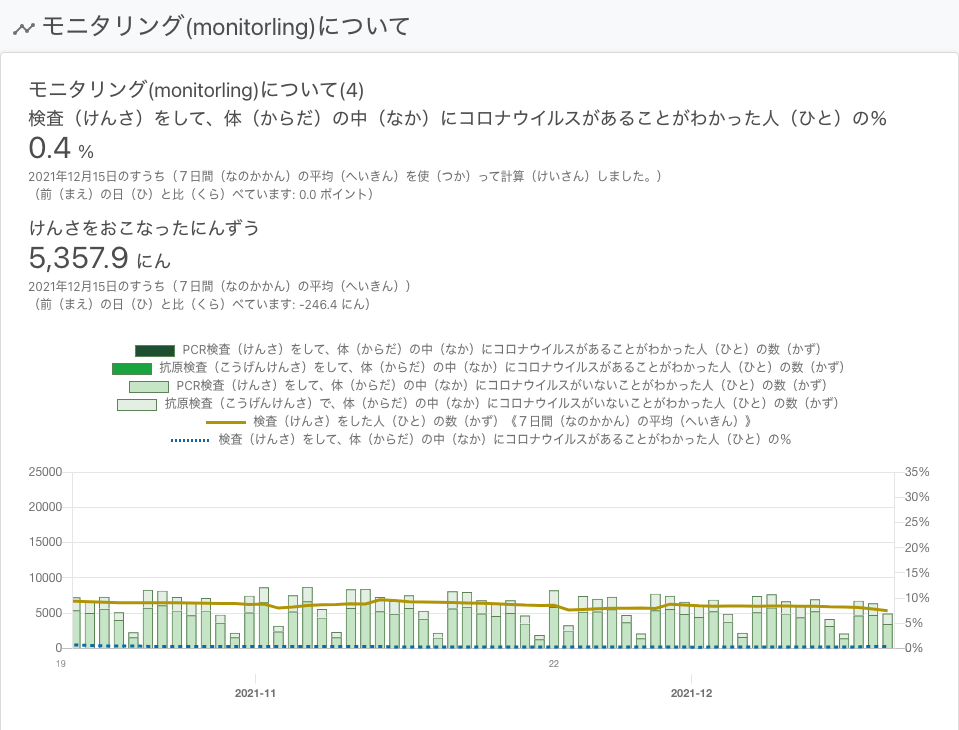 モニタリング(monitorling)について
モニタリング(monitorling)について(4)
検査（けんさ）をして、体（からだ）の中（なか）にコロナウイルスがあることがわかった人（ひと）の％
0.4 %
2021年12月15日のすうち（７日間（なのかかん）の平均（へいきん）を使（つか）って計算（けいさん）しました。）
（前（まえ）の日（ひ）と比（くら）べています: 0.0 ポイント）
けんさをおこなったにんずう
5,357.9 にん
2021年12月15日のすうち（７日間（なのかかん）の平均（へいきん））
（前（まえ）の日（ひ）と比（くら）べています: -246.4 にん）
PCR検査（けんさ）をして、体（からだ）の中（なか）にコロナウイルスがあることがわかった人（ひと）の数（かず）
抗原検査（こうげんけんさ）をして、体（からだ）の中（なか）にコロナウイルスがあることがわかった人（ひと）の数（かず）
PCR検査（けんさ）をして、体（からだ）の中（なか）にコロナウイルスがいないことがわかった人（ひと）の数（かず）
抗原検査（こうげんけんさ）で、体（からだ）の中（なか）にコロナウイルスがいないことがわかった人（ひと）の数（かず）
検査（けんさ）をした人（ひと）の数（かず）《７日間（なのかかん）の平均（へいきん）》
検査（けんさ）をして、体（からだ）の中（なか）にコロナウイルスがあることがわかった人（ひと）の％
25000 35%
30%
20000
25%
15000
20%
15%
10000
10%
5000
5%
0 0%
19 22
2021-11 2021-12